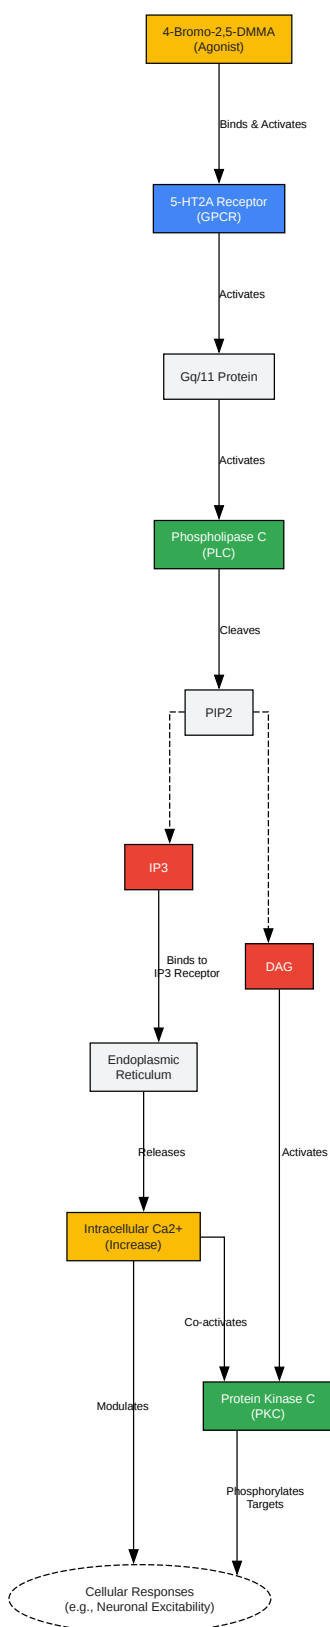 4-Bromo-2,5-DMMA
(Agonist)
Binds & Activates
5-HT2A Receptor
(GPCR)
Activates
Gq/11 Protein
Activates
Phospholipase C
(PLC)
Cleaves
PIP2
IP3
Binds to
IP3 Receptor
DAG
Endoplasmic
Reticulum
Releases
Activates
Intracellular Ca2+
(Increase)
Co-activates
Protein Kinase C
(PKC)
Modulates
Phosphorylates
Targets
Cellular Responses
(e.g., Neuronal Excitability)